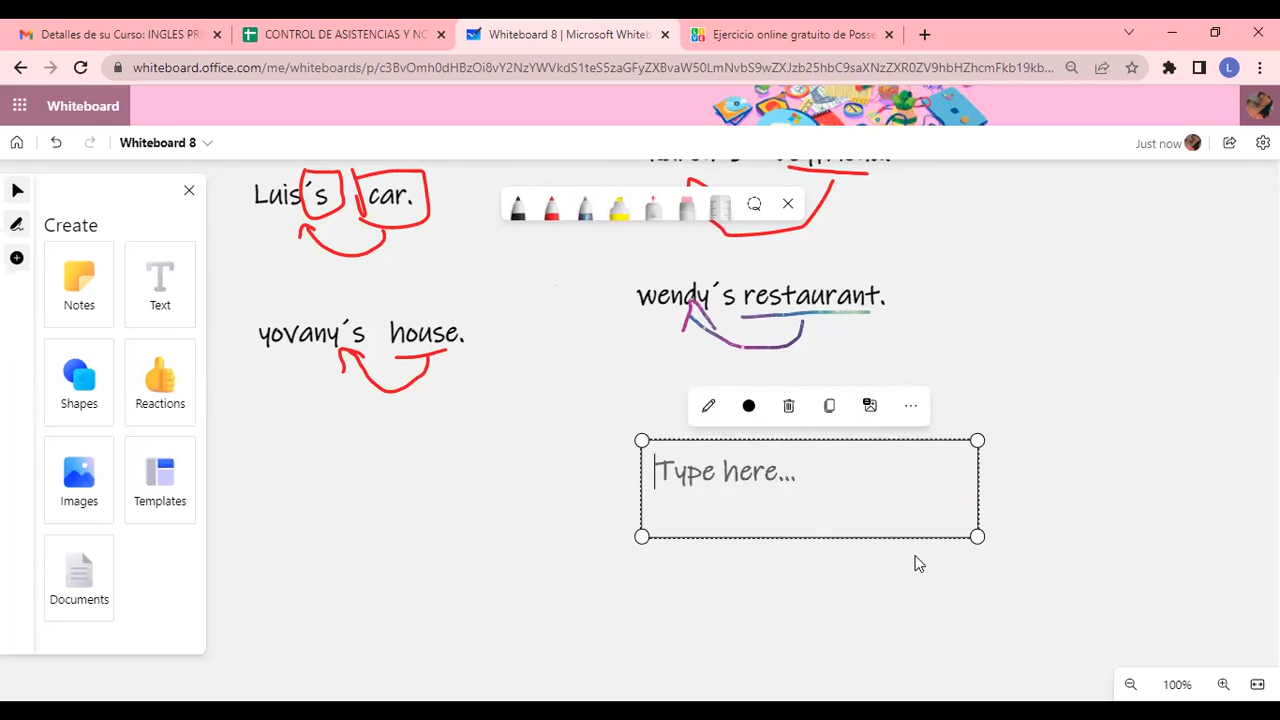 Detalles de su Curso: INGLES PR
CONTROL DE ASISTENCIAS Y NC
Whiteboard 8 | Microsoft Whiteb
Ejercicio online gratuito de Posse
whiteboard.office.com/me/whiteboards/p/c3BvOmh0dHBzOi8vY2NzYWVkdS1teS5zaGFyZXBvaW50LmNvbS9wZXJzb25hbC9saXNzZXR0ZV9hbHZhcmhcmFkb19kb...
L
Whiteboard
Whiteboard 8
Just now
Create
Notes
Text
Shapes
Reactions
Images
Templates
Documents
Luis´s car.
wendy´s restaurant.
yovany´s house.
Type here...
100%